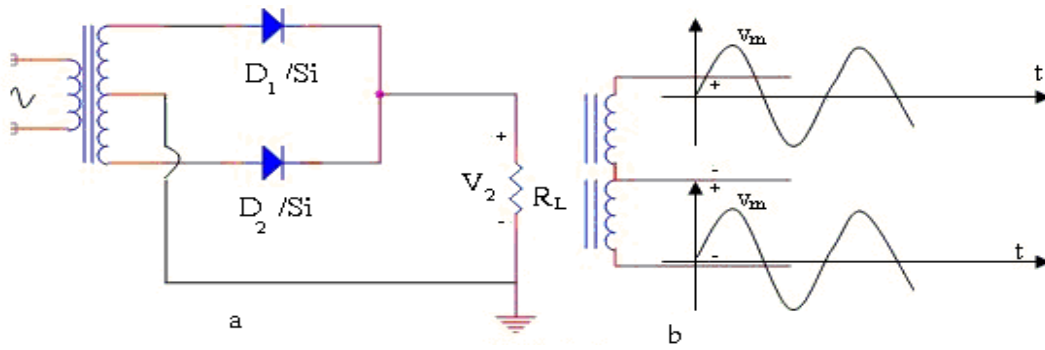 D1 /Si
D2 /Si
+
V2
-
RL
a
vm
t
+
-
+
vm
-
t
b